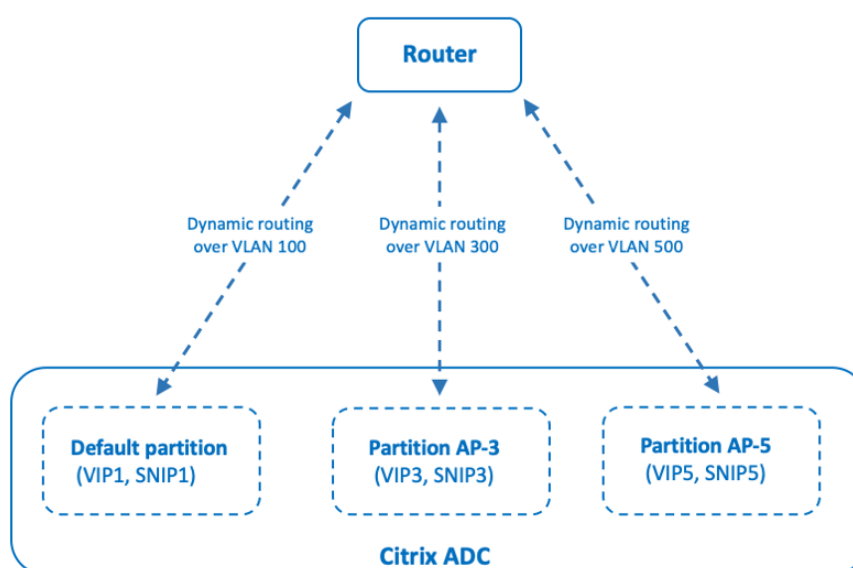 Router
Dynamic routing
over VLAN 100
Dynamic routing
over VLAN 300
Dynamic routing
over VLAN 500
Default partition
(VIP1, SNIP1)
Partition AP-3
(VIP3, SNIP3)
Partition AP-5
(VIP5, SNIP5)
Citrix ADC